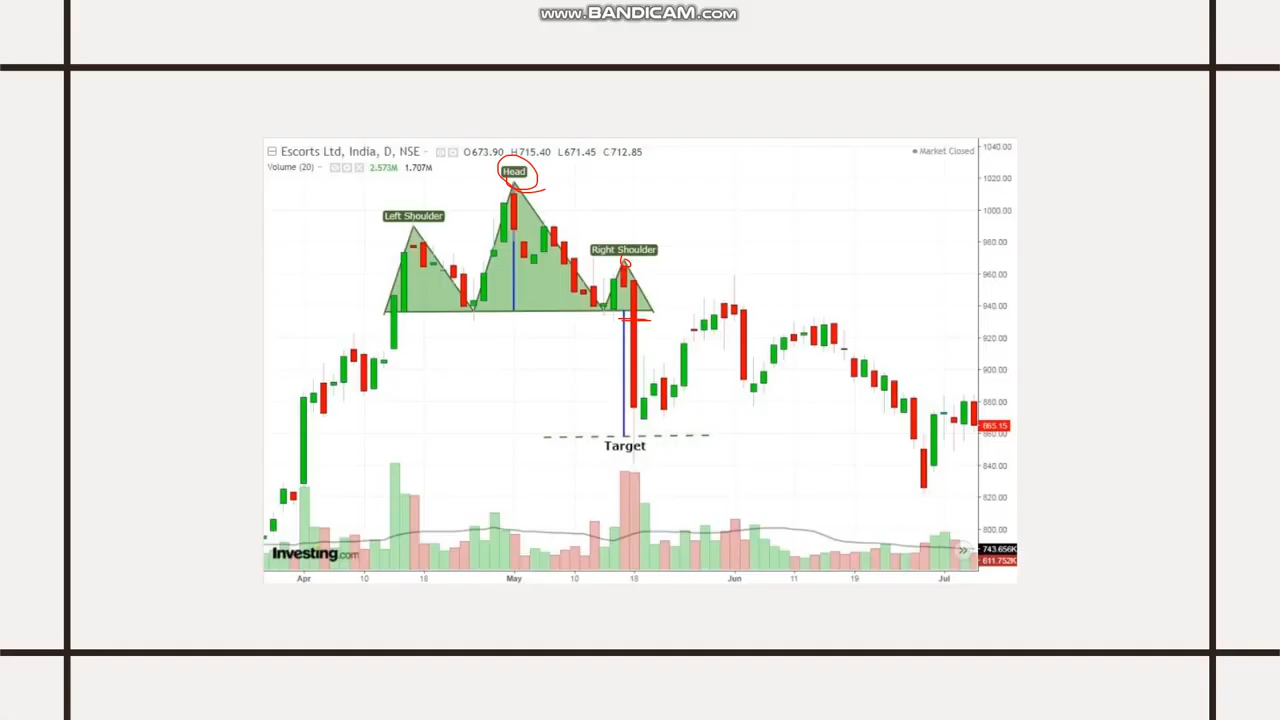 www.BANDICAM.com
Escorts Ltd, India, D, NSE - O673.90 H715.40 L671.45 C712.85
Market Closed
Volume (20) - 2.573M 1.707M
Head
Left Shoulder
Right Shoulder
Target
1040.00
1020.00
1000.00
980.00
960.00
940.00
920.00
900.00
880.00
865.15
860.00
840.00
820.00
800.00
743.656K
611.752K
Investing.com
Apr 10 18 May 10 18 Jun 11 19 Jul